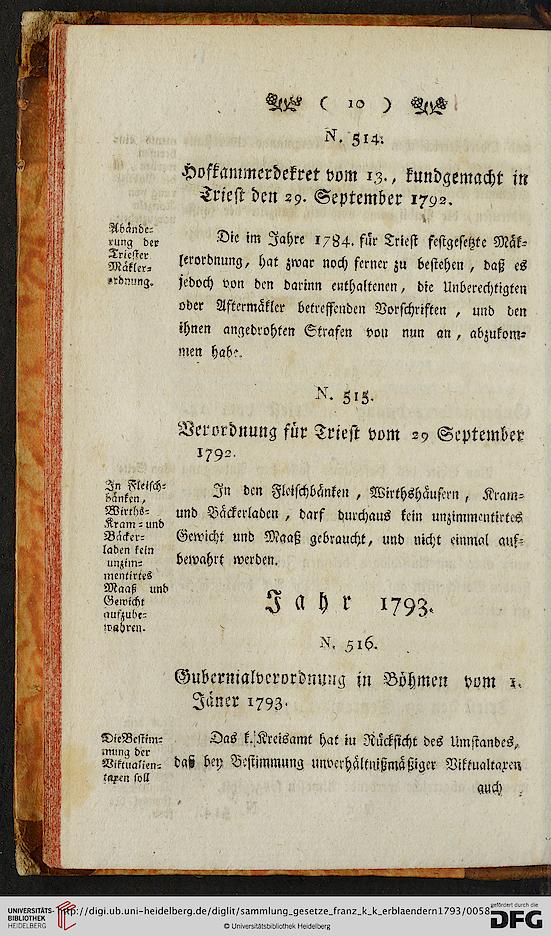 ( 10 )
N. 514.
Hofkammerdekret vom 13., kundgemacht in
Triest den 29. September 1792.
Abände=
rung der
Triester
Mäkler=
ordnung.
Die im Jahre 1784. für Triest festgesetzte Mäk=
lerordnung, hat zwar noch ferner zu bestehen, daß es
jedoch von den darinn enthaltenen, die Unberechtigten
oder Aftermäkler betreffenden Vorschriften, und den
ihnen angedrohten Strafen von nun an, abzukom=
men habe.
N. 515.
Verordnung für Triest vom 29 September
1792.
In Fleisch=
bänken,
Wirths=
Kram= und
Bäcker=
laden kein
unzim=
mentirtes
Maaß und
Gewicht
aufzube=
wahren.
In den Fleischbänken, Wirthshäusern, Kram=
und Bäckerladen, darf durchaus kein unzimmentirtes
Gewicht und Maaß gebraucht, und nicht einmal auf=
bewahrt werden.
Jahr 1793.
N. 516.
Gubernialverordnung in Böhmen vom 1.
Jäner 1793.
Die Bestim=
mung der
Viktualien=
taxen soll
Das k. Kreisamt hat in Rücksicht des Umstandes,
daß bey Bestimmung unverhältnißmäßiger Viktualtaxen
auch
UNIVERSITÄTS-
BIBLIOTHEK
HEIDELBERG
http://digi.ub.uni-heidelberg.de/diglit/sammlung_gesetze_franz_k_k_erblaendern1793/0058
© Universitätsbibliothek Heidelberg
gefördert durch die
DFG